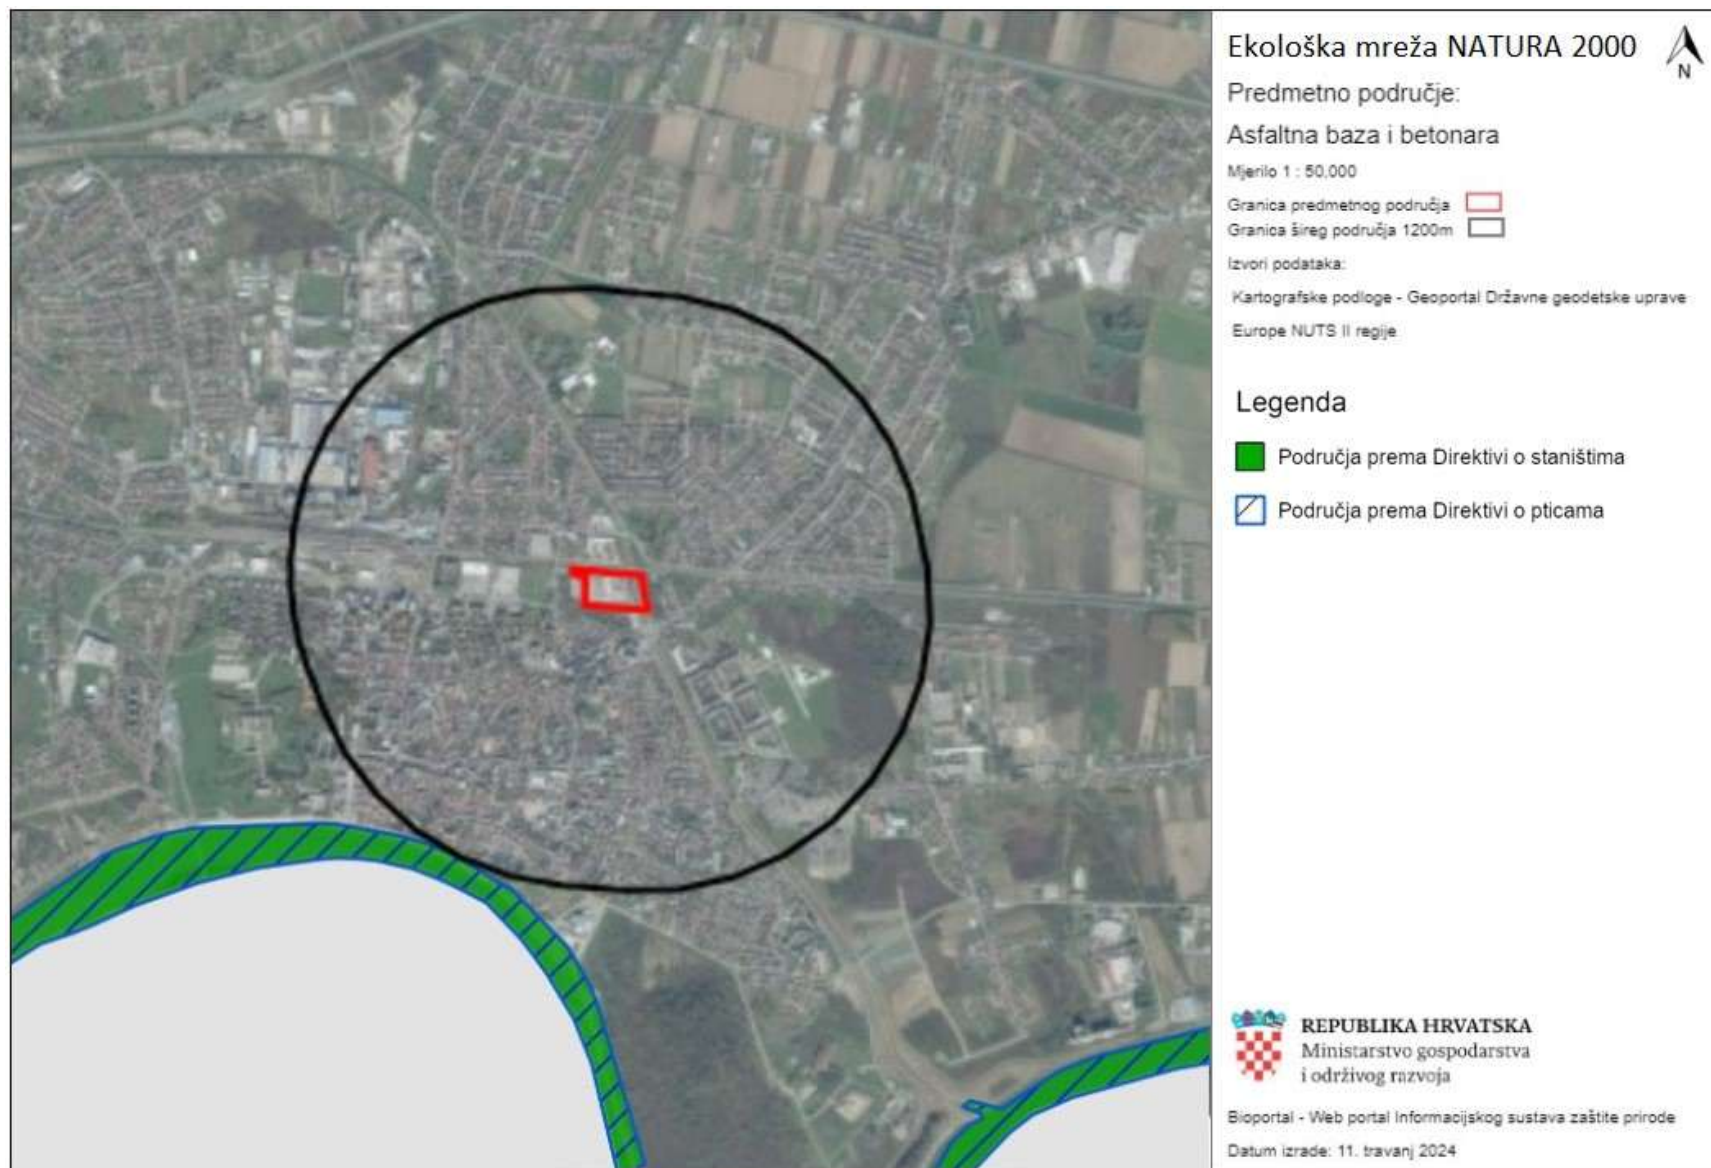 Ekološka mreža NATURA 2000
N
Predmetno područje:
Asfaltna baza i betonara
Mjerilo 1 : 50,000
Granica predmetnog područja
Granica šireg područja 1200m
Izvori podataka:
Kartografske podloge - Geoportal Državne geodetske uprave
Europe NUTS II regije
Legenda
Područja prema Direktivi o staništima
Područja prema Direktivi o pticama
REPUBLIKA HRVATSKA
Ministarstvo gospodarstva
i održivog razvoja
Bioportal - Web portal Informacijskog sustava zaštite prirode
Datum izrade: 11. travanj 2024